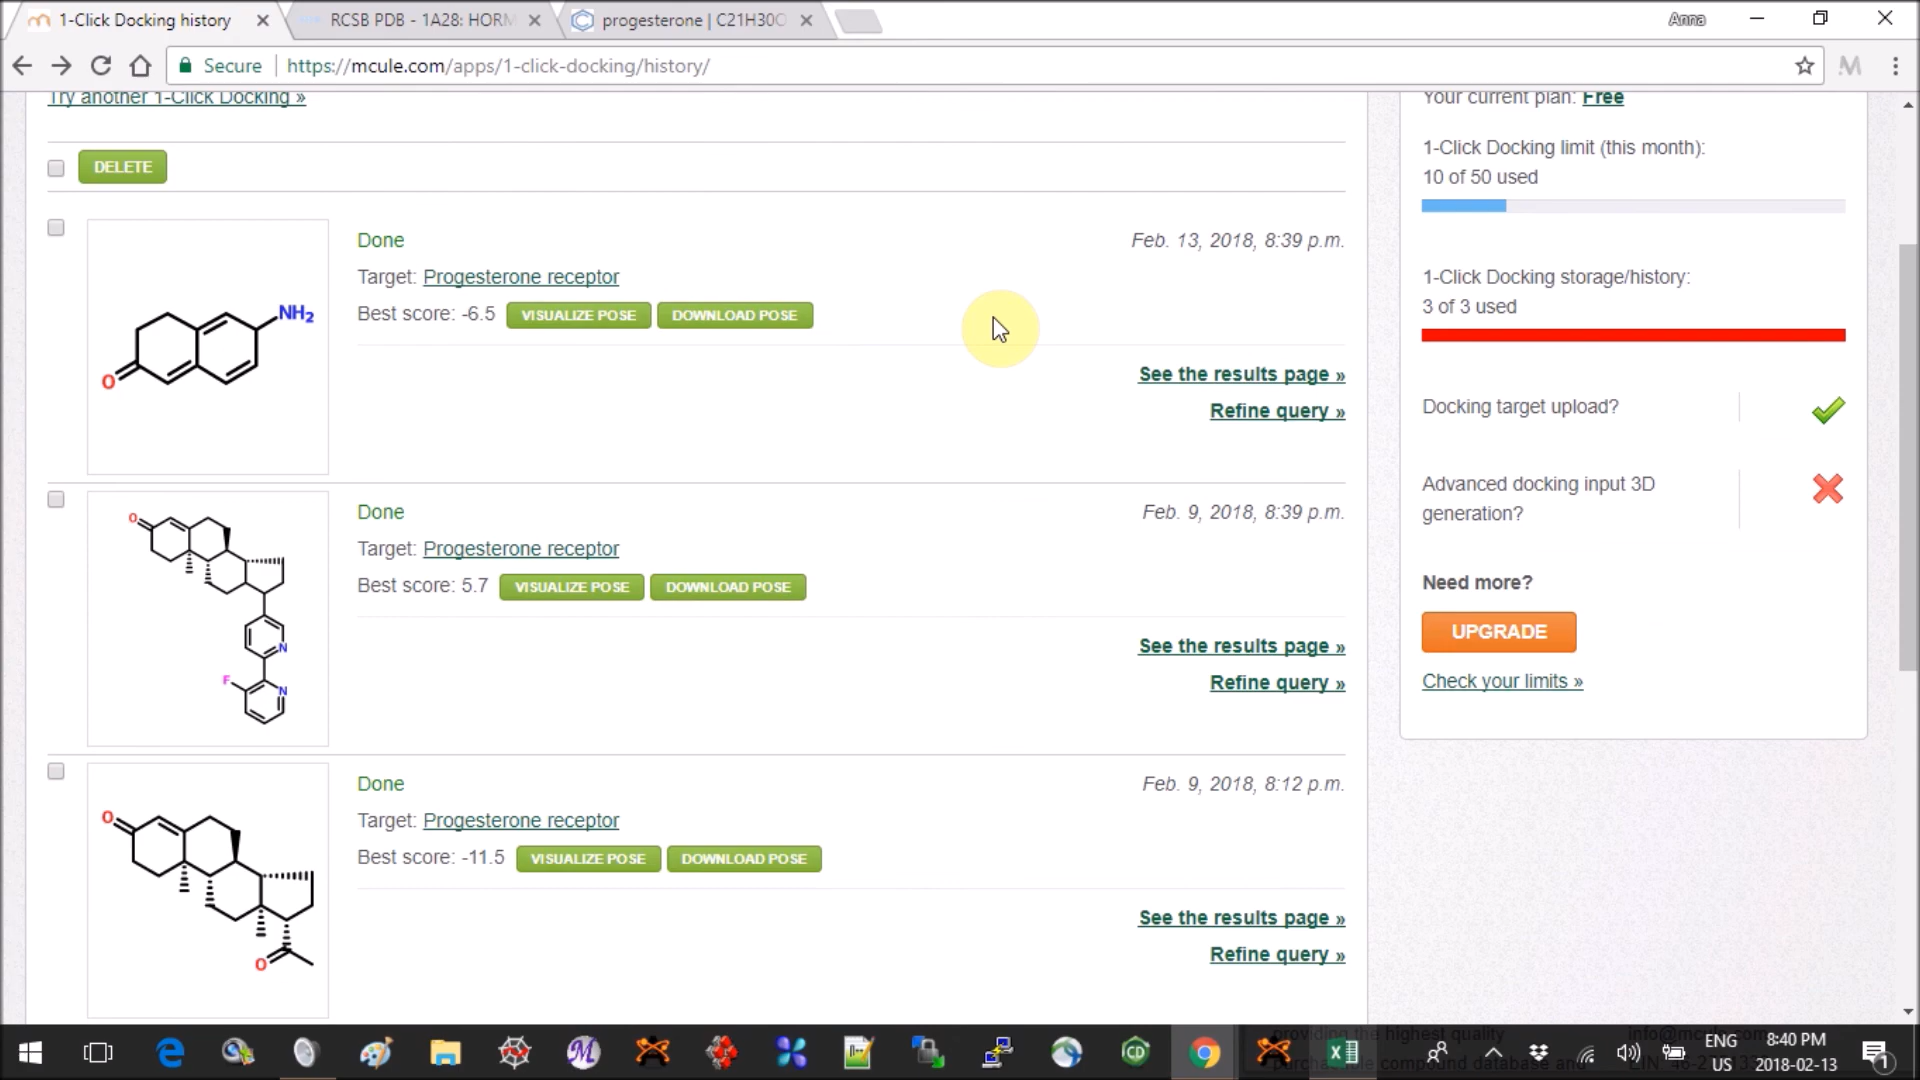 1-Click Docking history
RCSB PDB - 1A28: HORM
progesterone | C21H30O
Anna
Secure
https://mcule.com/apps/1-click-docking/history/
Try another 1-Click Docking »
Your current plan: Free
1-Click Docking limit (this month):
10 of 50 used
DELETE
Done
Feb. 13, 2018, 8:39 p.m.
Target: Progesterone receptor
Best score: -6.5
VISUALIZE POSE
DOWNLOAD POSE
NH2
O
See the results page »
Refine query »
1-Click Docking storage/history:
3 of 3 used
Docking target upload?
Advanced docking input 3D
generation?
Need more?
UPGRADE
Check your limits »
Done
Feb. 9, 2018, 8:39 p.m.
Target: Progesterone receptor
Best score: 5.7
VISUALIZE POSE
DOWNLOAD POSE
O
N
F
N
See the results page »
Refine query »
Done
Feb. 9, 2018, 8:12 p.m.
Target: Progesterone receptor
Best score: -11.5
VISUALIZE POSE
DOWNLOAD POSE
O
O
See the results page »
Refine query »
providing the highest quality
ENG
US
8:40 PM
2018-02-13
1